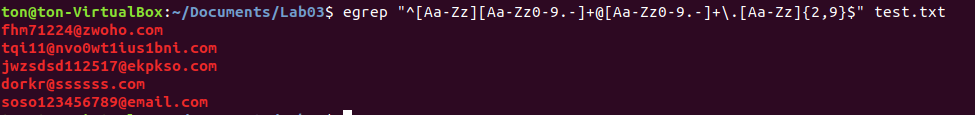 ton@ton-VirtualBox:~/Documents/Lab03$ egrep "^[Aa-Zz][Aa-Zz0-9.-]+@[Aa-Zz0-9.-]+\.[Aa-Zz]{2,9}$" test.txt
fhm71224@zwoho.com
tqi11@nvo0wt1ius1bni.com
jwzsdsd112517@ekpkso.com
dorkr@ssssss.com
soso123456789@email.com